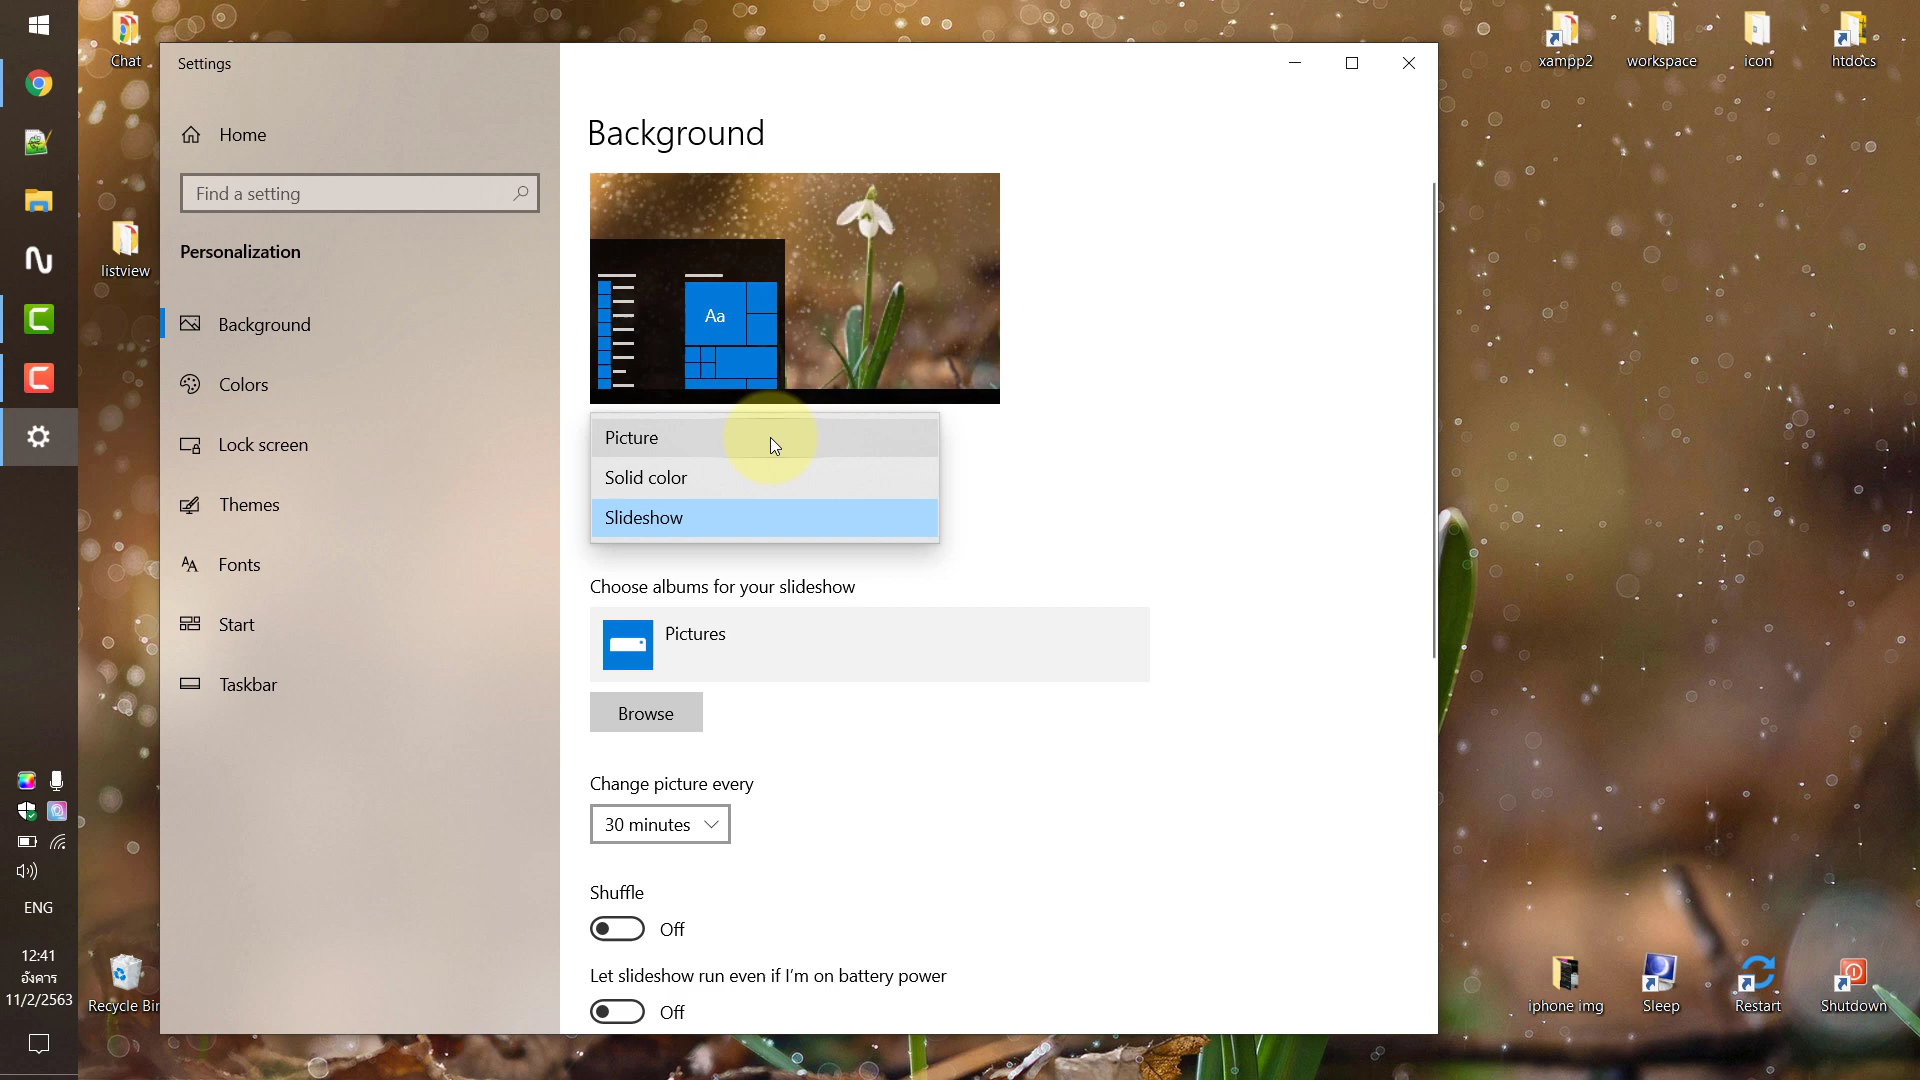 Chat
listview
Recycle Bin
xampp2
workspace
icon
htdocs
iphone img
Sleep
Restart
Shutdown
ENG
12:41
อังคาร
11/2/2563
Settings
Home
Find a setting
Personalization
Background
Colors
Lock screen
Themes
Fonts
Start
Taskbar
Background
Aa
Picture
Solid color
Slideshow
Choose albums for your slideshow
Pictures
Browse
Change picture every
30 minutes
Shuffle
Off
Let slideshow run even if I'm on battery power
Off